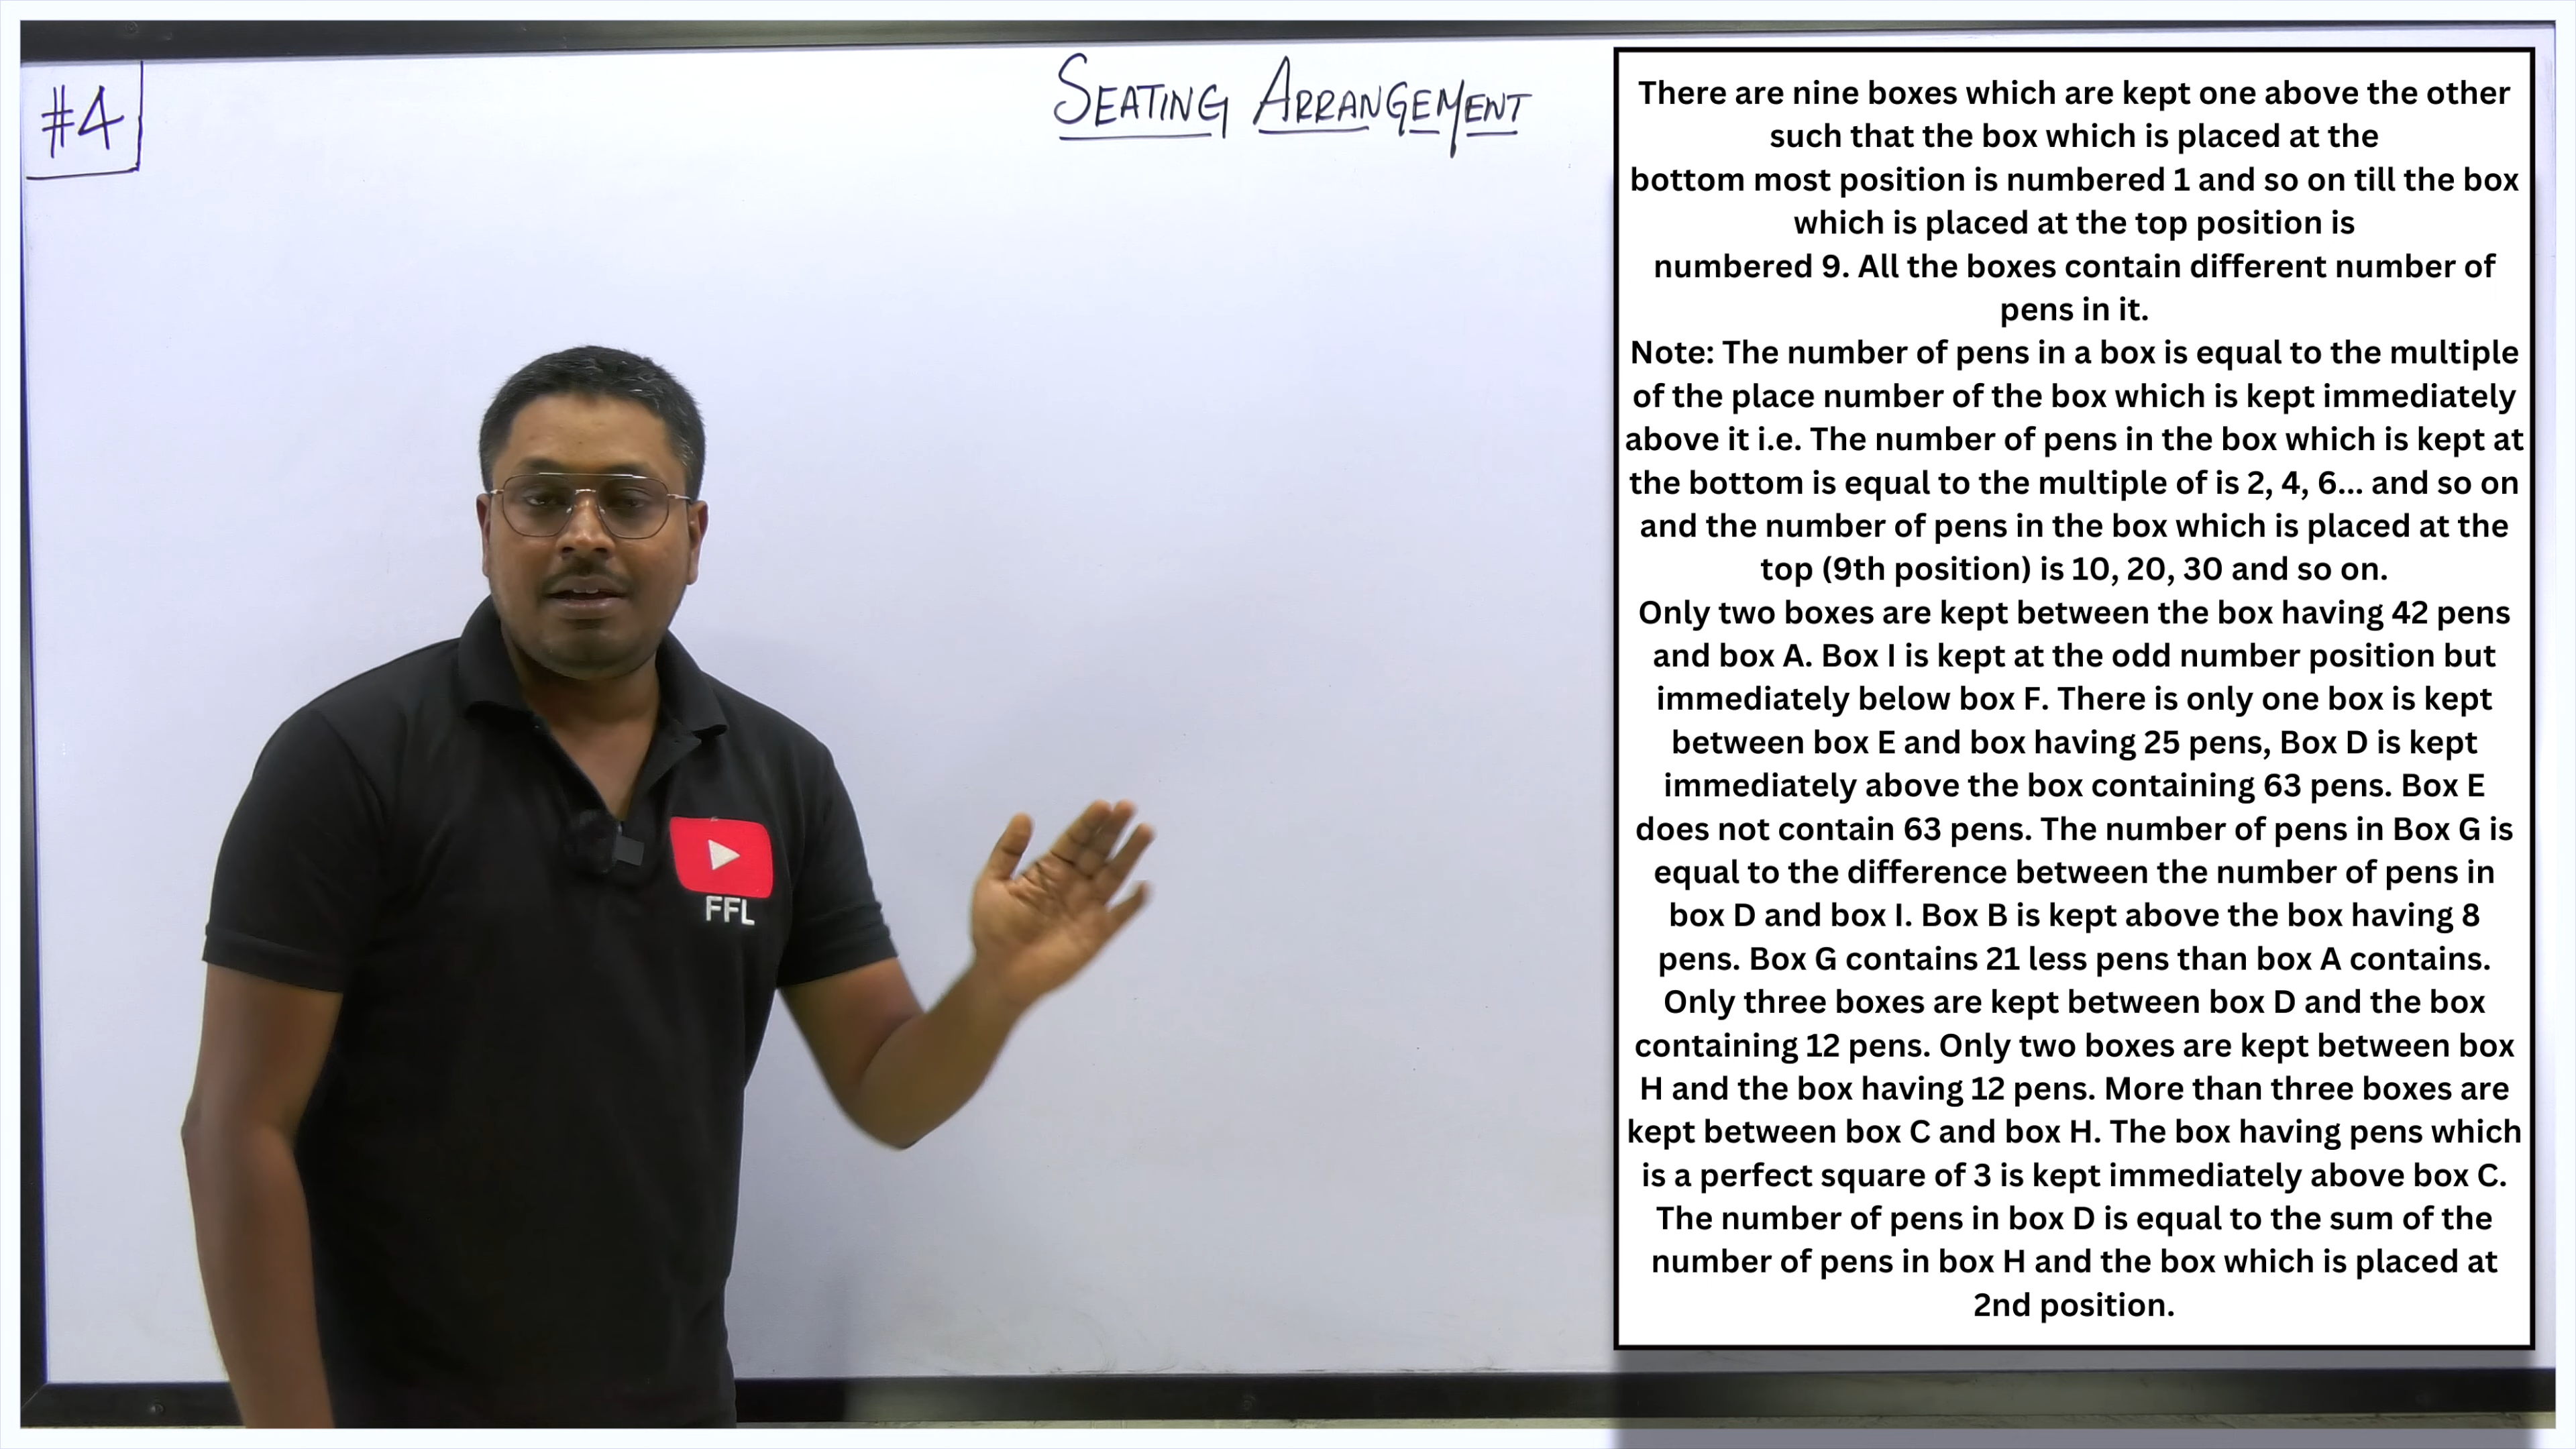 #4
SEATING ARRANGEMENT
There are nine boxes which are kept one above the other
such that the box which is placed at the
bottom most position is numbered 1 and so on till the box
which is placed at the top position is
numbered 9. All the boxes contain different number of
pens in it.
Note: The number of pens in a box is equal to the multiple
of the place number of the box which is kept immediately
above it i.e. The number of pens in the box which is kept at
the bottom is equal to the multiple of is 2, 4, 6... and so on
and the number of pens in the box which is placed at the
top (9th position) is 10, 20, 30 and so on.
Only two boxes are kept between the box having 42 pens
and box A. Box I is kept at the odd number position but
immediately below box F. There is only one box is kept
between box E and box having 25 pens, Box D is kept
immediately above the box containing 63 pens. Box E
does not contain 63 pens. The number of pens in Box G is
equal to the difference between the number of pens in
box D and box I. Box B is kept above the box having 8
pens. Box G contains 21 less pens than box A contains.
Only three boxes are kept between box D and the box
containing 12 pens. Only two boxes are kept between box
H and the box having 12 pens. More than three boxes are
kept between box C and box H. The box having pens which
is a perfect square of 3 is kept immediately above box C.
The number of pens in box D is equal to the sum of the
number of pens in box H and the box which is placed at
2nd position.
FFL